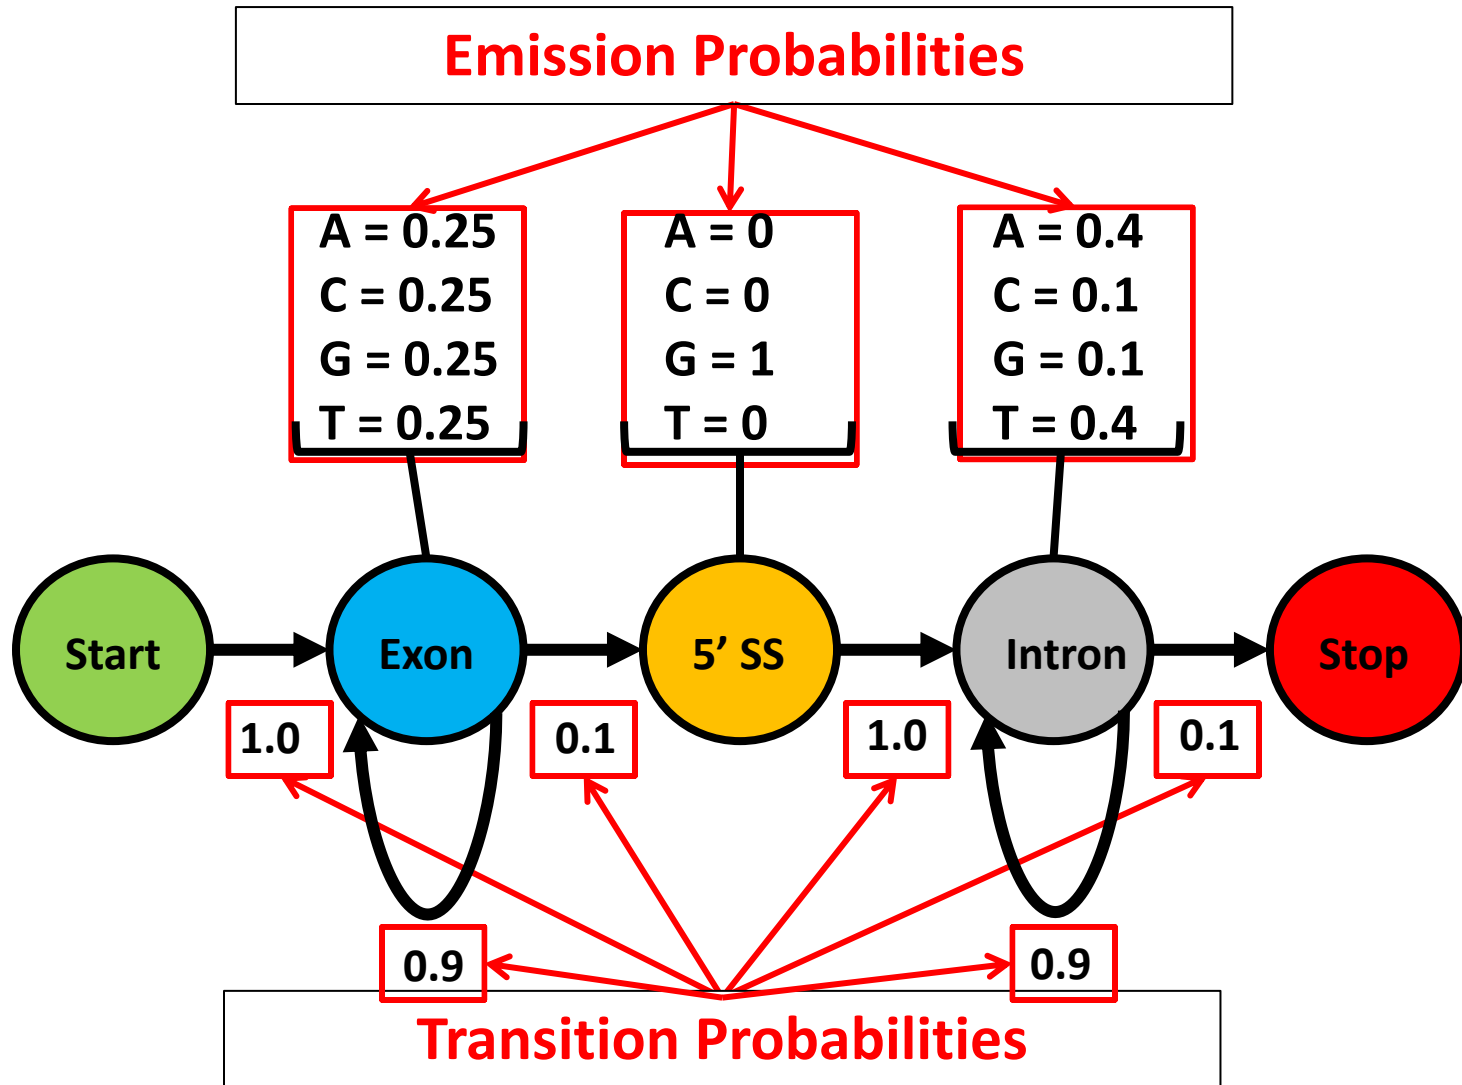 Emission Probabilities
A = 0.25
C = 0.25
G = 0.25
T = 0.25
A = 0
C = 0
G = 1
T = 0
A = 0.4
C = 0.1
G = 0.1
T = 0.4
Start
Exon
5’ SS
Intron
Stop
1.0
0.1
1.0
0.1
0.9
0.9
Transition Probabilities